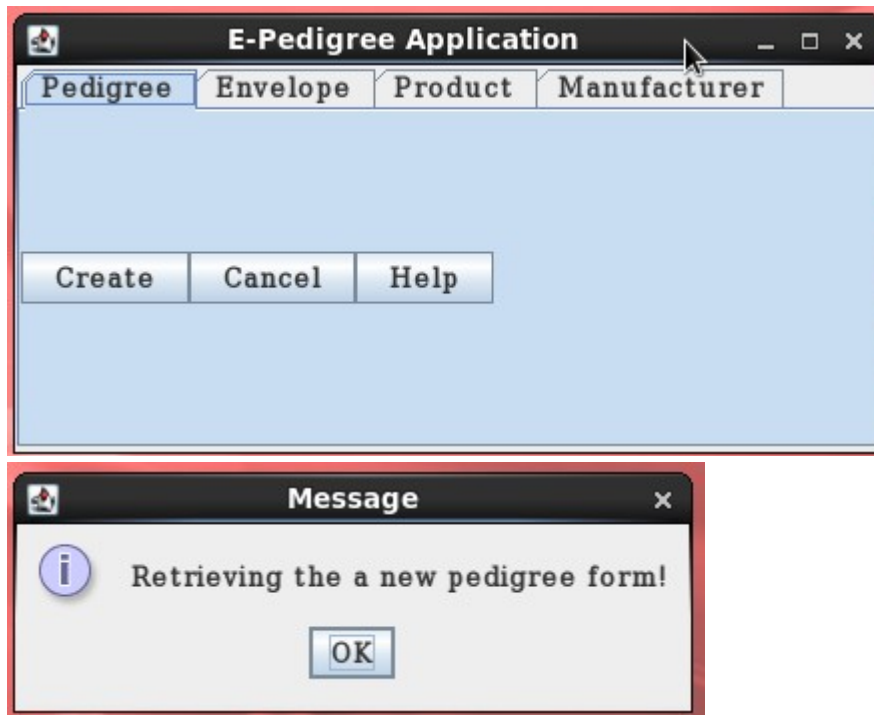 E-Pedigree Application
Pedigree Envelope Product Manufacturer
Create Cancel Help
Message
i Retrieving the a new pedigree form!
OK